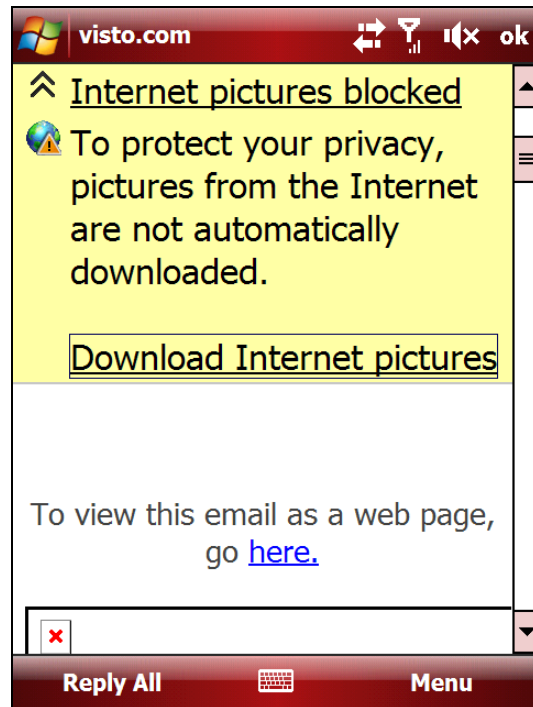 visto.com ok
Internet pictures blocked
To protect your privacy,
pictures from the Internet
are not automatically
downloaded.
Download Internet pictures
To view this email as a web page,
go here.
Reply All Menu